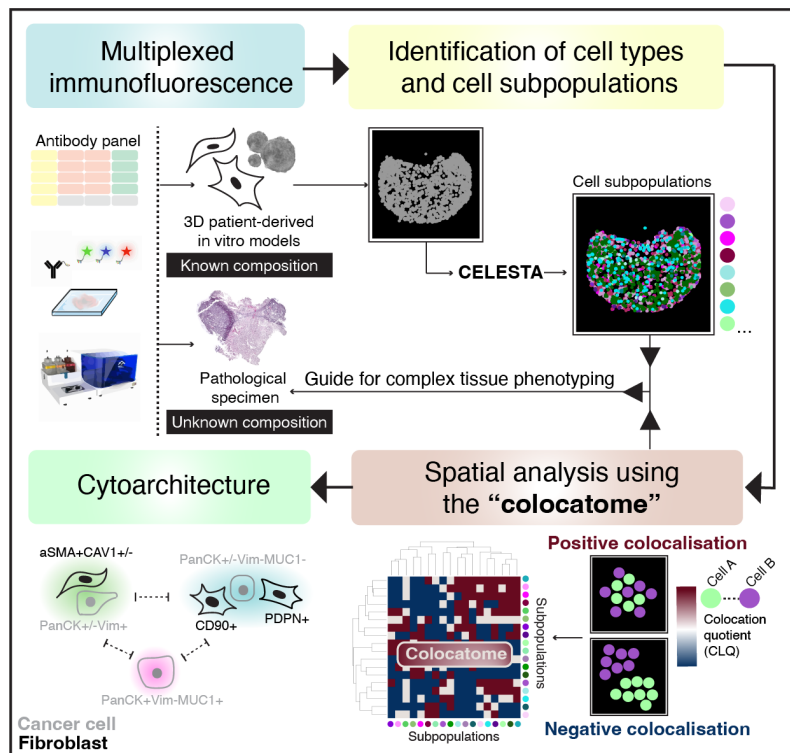 Multiplexed
immunofluorescence
Identification of cell types
and cell subpopulations
Antibody panel
3D patient-derived
in vitro models
Known composition
Cell subpopulations
CELESTA
...
Pathological
specimen
Unknown composition
Guide for complex tissue phenotyping
Cytoarchitecture
Spatial analysis using
the “colocatome”
aSMA+CAV1+/-
PanCK+/-Vim+
PanCK+/-Vim-MUC1-
CD90+
PDPN+
PanCK+Vim-MUC1+
Cancer cell
Fibroblast
Colocatome
Subpopulations
Subpopulations
Positive colocalisation
Cell A
Cell B
Colocation
quotient
(CLQ)
Negative colocalisation